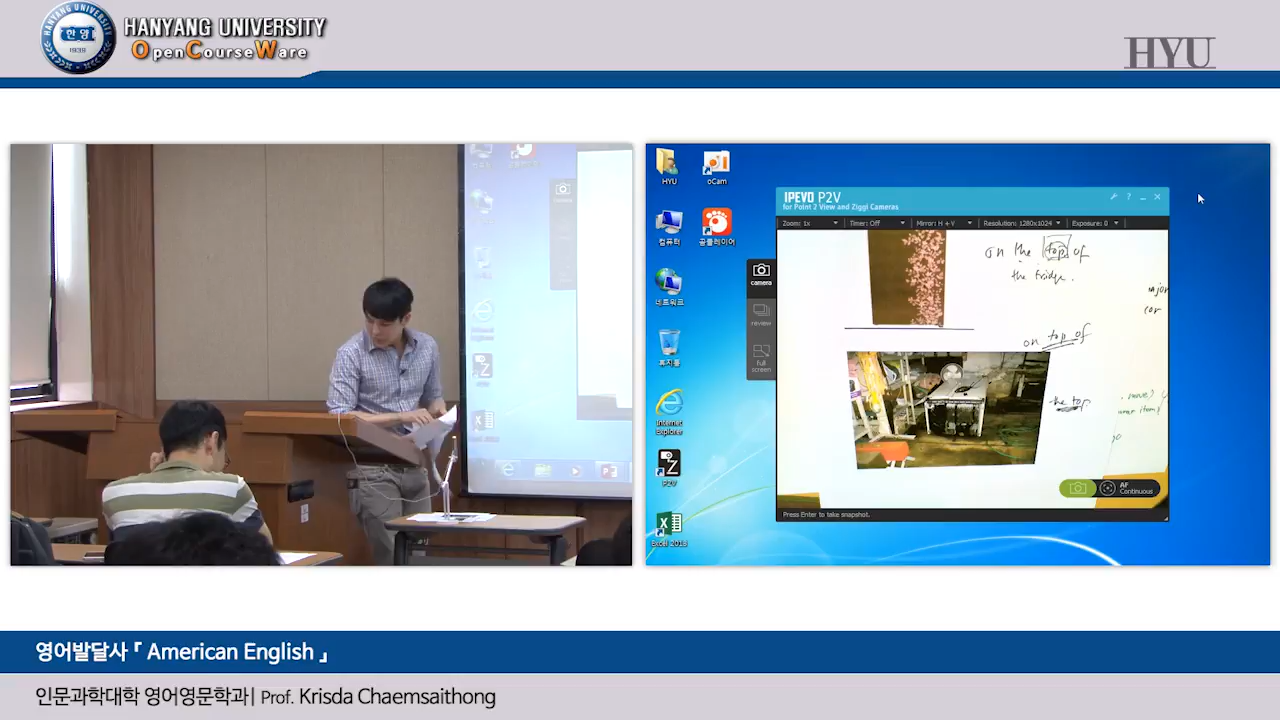 HANYANG UNIVERSITY
OpenCourseWare
한양
1939
HYU
HYU
oCam
컴퓨터
곰플레이어
네트워크
휴지통
Internet
Explorer
P2V
Excel 2013
IPEVO P2V
for Point 2 View and Ziggi Cameras
Zoom: 1x
Timer: Off
Mirror: H + V
Resolution: 1280x1024
Exposure: 0
camera
review
full
screen
on the top of
the fridge.
on top of
the top
AF
Continuous
Press Enter to take snapshot.
영어발달사『American English』
인문과학대학 영어영문학과| Prof. Krisda Chaemsaithong